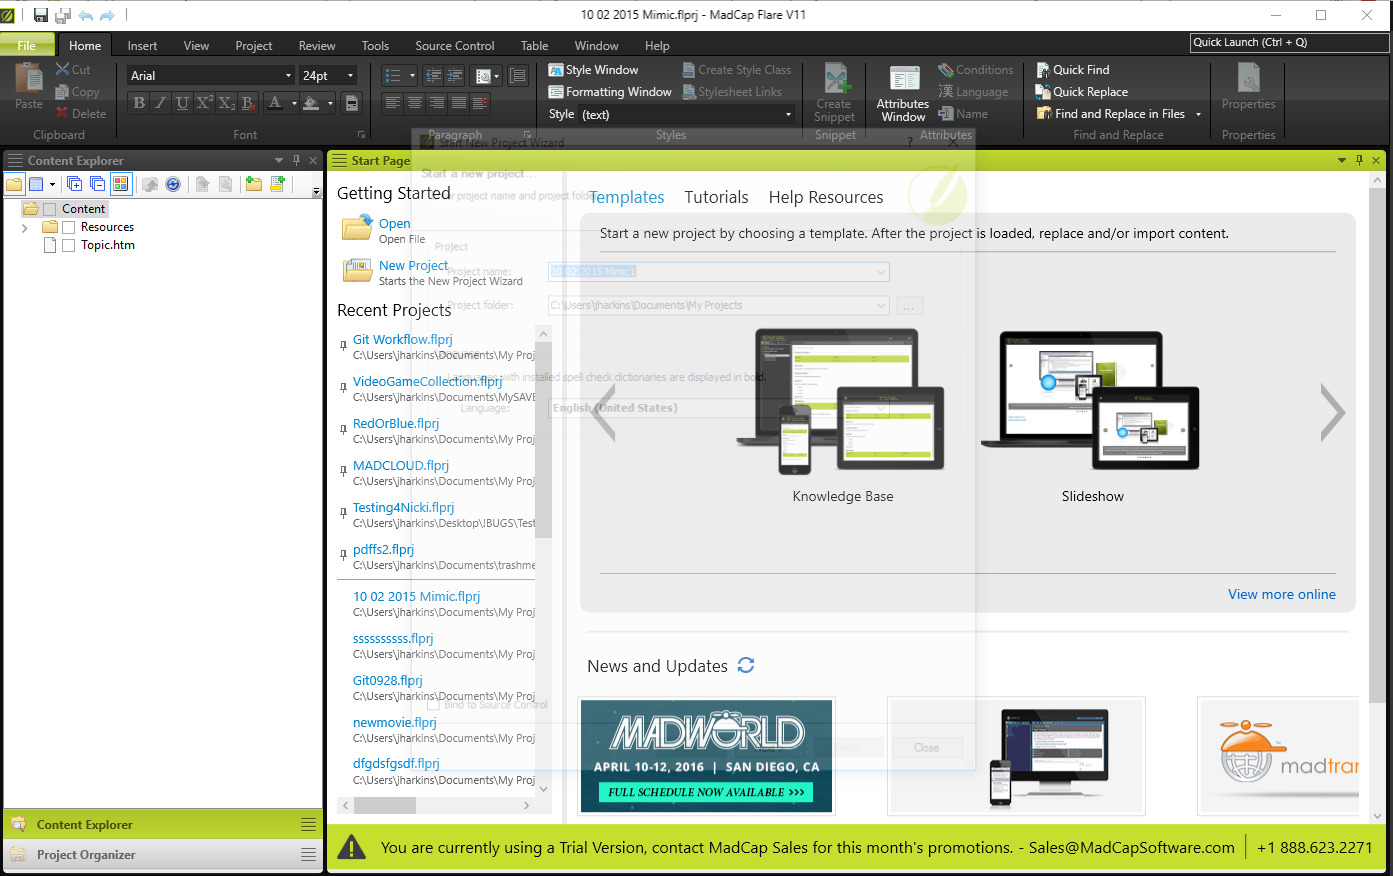 10 02 2015 Mimic.flprj - MadCap Flare V11
File Home Insert View Project Review Tools Source Control Table Window Help
Quick Launch (Ctrl + Q)
Paste
Cut
Copy
Delete
Clipboard
Arial 24pt
B I U X² X₂ B
Font
Paragraph
Style Window
Formatting Window
Style (text)
Create Style Class
Stylesheet Links
Styles
Create Snippet
Snippet
Attributes Window
Conditions
Language
Name
Attributes
Quick Find
Quick Replace
Find and Replace in Files
Find and Replace
Properties
Properties
Content Explorer
Content
Resources
Topic.htm
Content Explorer
Project Organizer
Start Page
Getting Started
Open
Open File
New Project
Starts the New Project Wizard
Recent Projects
Git Workflow.flprj
C:\Users\jharkins\Documents\My Proj
VideoGameCollection.flprj
C:\Users\jharkins\Documents\MySAVE
RedOrBlue.flprj
C:\Users\jharkins\Documents\My Proj
MADCLOUD.flprj
C:\Users\jharkins\Documents\My Proj
Testing4Nicki.flprj
C:\Users\jharkins\Desktop\!BUGS\Test
pdffs2.flprj
C:\Users\jharkins\Documents\trashme
10 02 2015 Mimic.flprj
C:\Users\jharkins\Documents\My Proj
ssssssssss.flprj
C:\Users\jharkins\Documents\My Proj
Git0928.flprj
C:\Users\jharkins\Documents\My Proj
newmovie.flprj
C:\Users\jharkins\Documents\My Proj
dfgdsfgsdf.flprj
C:\Users\jharkins\Documents\My Proj
Start New Project Wizard
Start a new project...
project name and project folder
Project
Project name: 10 02 2015 Mimic1
Project folder: C:\Users\jharkins\Documents\My Projects ...
with installed spell check dictionaries are displayed in bold.
Language: English (United States)
Bind to Source Control
Close
Templates Tutorials Help Resources
Start a new project by choosing a template. After the project is loaded, replace and/or import content.
Knowledge Base
Slideshow
View more online
News and Updates
MADWORLD
APRIL 10-12, 2016 | SAN DIEGO, CA
FULL SCHEDULE NOW AVAILABLE >>>
madtran
You are currently using a Trial Version, contact MadCap Sales for this month's promotions. - Sales@MadCapSoftware.com +1 888.623.2271